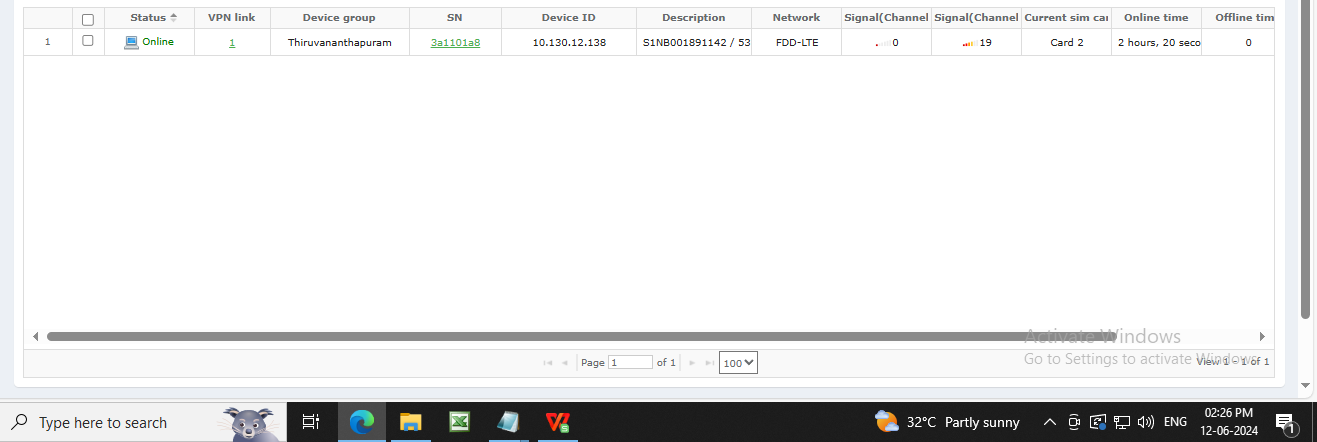 Status VPN link Device group SN Device ID Description Network Signal(Channel Signal(Channel Current sim car Online time Offline tim
1 Online 1 Thiruvananthapuram 3a1101a8 10.130.12.138 S1NB001891142 / 53 FDD-LTE 0 19 Card 2 2 hours, 20 seco 0
Activate Windows
Go to Settings to activate Windows.
Page 1 of 1 100 View 1 - 1 of 1
Type here to search 32°C Partly sunny ENG 02:26 PM
12-06-2024 1